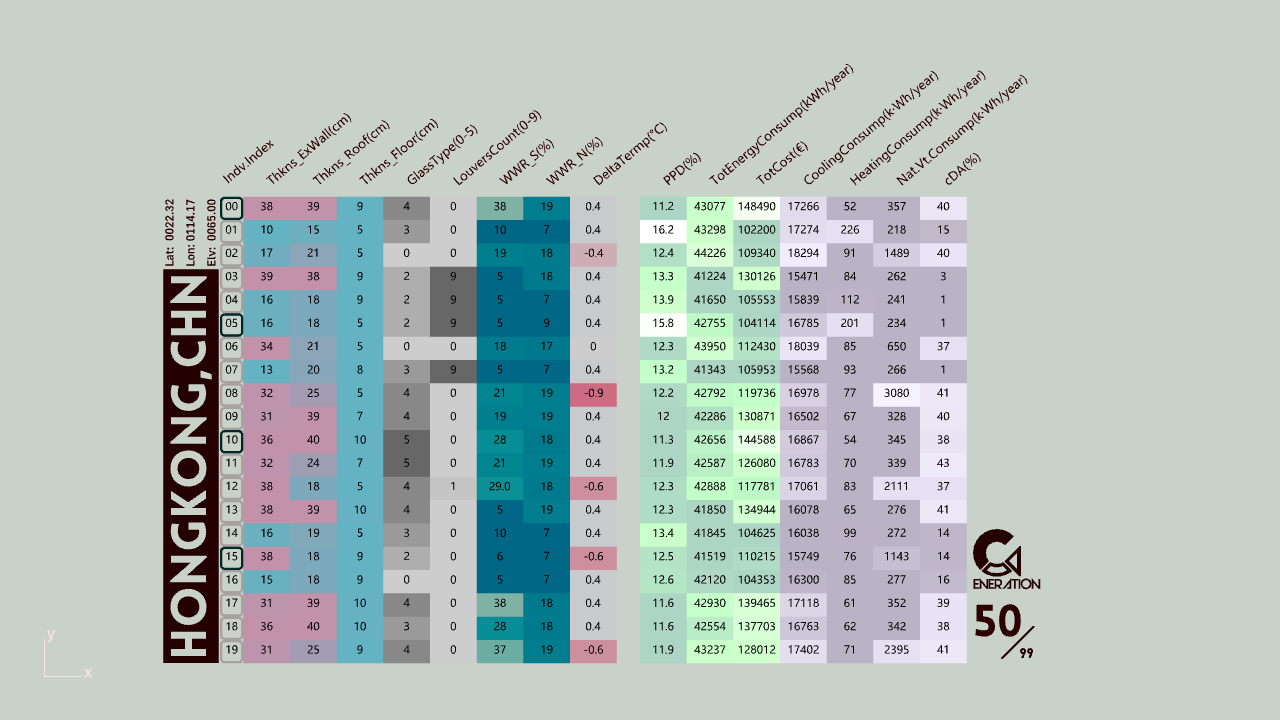 Indv.Index Thkns_ExWall(cm) Thkns_Roof(cm) Thkns_Floor(cm) GlassType(0-5) LouversCount(0-9) WWR_S(%) WWR_N(%) DeltaTermp(°C) PPD(%) TotEnergyConsump(kWh/year) TotCost(€) CoolingConsump(k·Wh/year) HeatingConsump(k·Wh/year) Nat.Vt.Consump(k·Wh/year) cDA(%)
Lat: 0022.32
Lon: 0114.17
Elv: 0065.00
HONGKONG,CHN
00 38 39 9 4 0 38 19 0.4 11.2 43077 148490 17266 52 357 40
01 10 15 5 3 0 10 7 0.4 16.2 43298 102200 17274 226 218 15
02 17 21 5 0 0 19 18 -0.4 12.4 44226 109340 18294 91 1489 40
03 39 38 9 2 9 5 18 0.4 13.3 41224 130126 15471 84 262 3
04 16 18 9 2 9 5 7 0.4 13.9 41650 105553 15839 112 241 1
05 16 18 5 2 9 5 9 0.4 15.8 42755 104114 16785 201 234 1
06 34 21 5 0 0 18 17 0 12.3 43950 112430 18039 85 650 37
07 13 20 8 3 9 5 7 0.4 13.2 41343 105953 15568 93 266 1
08 32 25 5 4 0 21 19 -0.9 12.2 42792 119736 16978 77 3080 41
09 31 39 7 4 0 19 19 0.4 12 42286 130871 16502 67 328 40
10 36 40 10 5 0 28 18 0.4 11.3 42656 144588 16867 54 345 38
11 32 24 7 5 0 21 19 0.4 11.9 42587 126080 16783 70 339 43
12 38 18 5 4 1 29.0 18 -0.6 12.3 42888 117781 17061 83 2111 37
13 38 39 10 4 0 5 19 0.4 12.3 41850 134944 16078 65 276 41
14 16 19 5 3 0 10 7 0.4 13.4 41845 104625 16038 99 272 14
15 38 18 9 2 0 6 7 -0.6 12.5 41519 110215 15749 76 1143 14
16 15 18 9 0 0 5 7 0.4 12.6 42120 104353 16300 85 277 16
17 31 39 10 4 0 38 18 0.4 11.6 42930 139465 17118 61 352 39
18 36 40 10 3 0 28 18 0.4 11.6 42554 137703 16763 62 342 38
19 31 25 9 4 0 37 19 -0.6 11.9 43237 128012 17402 71 2395 41
G
ENERATION
50/99
y
x